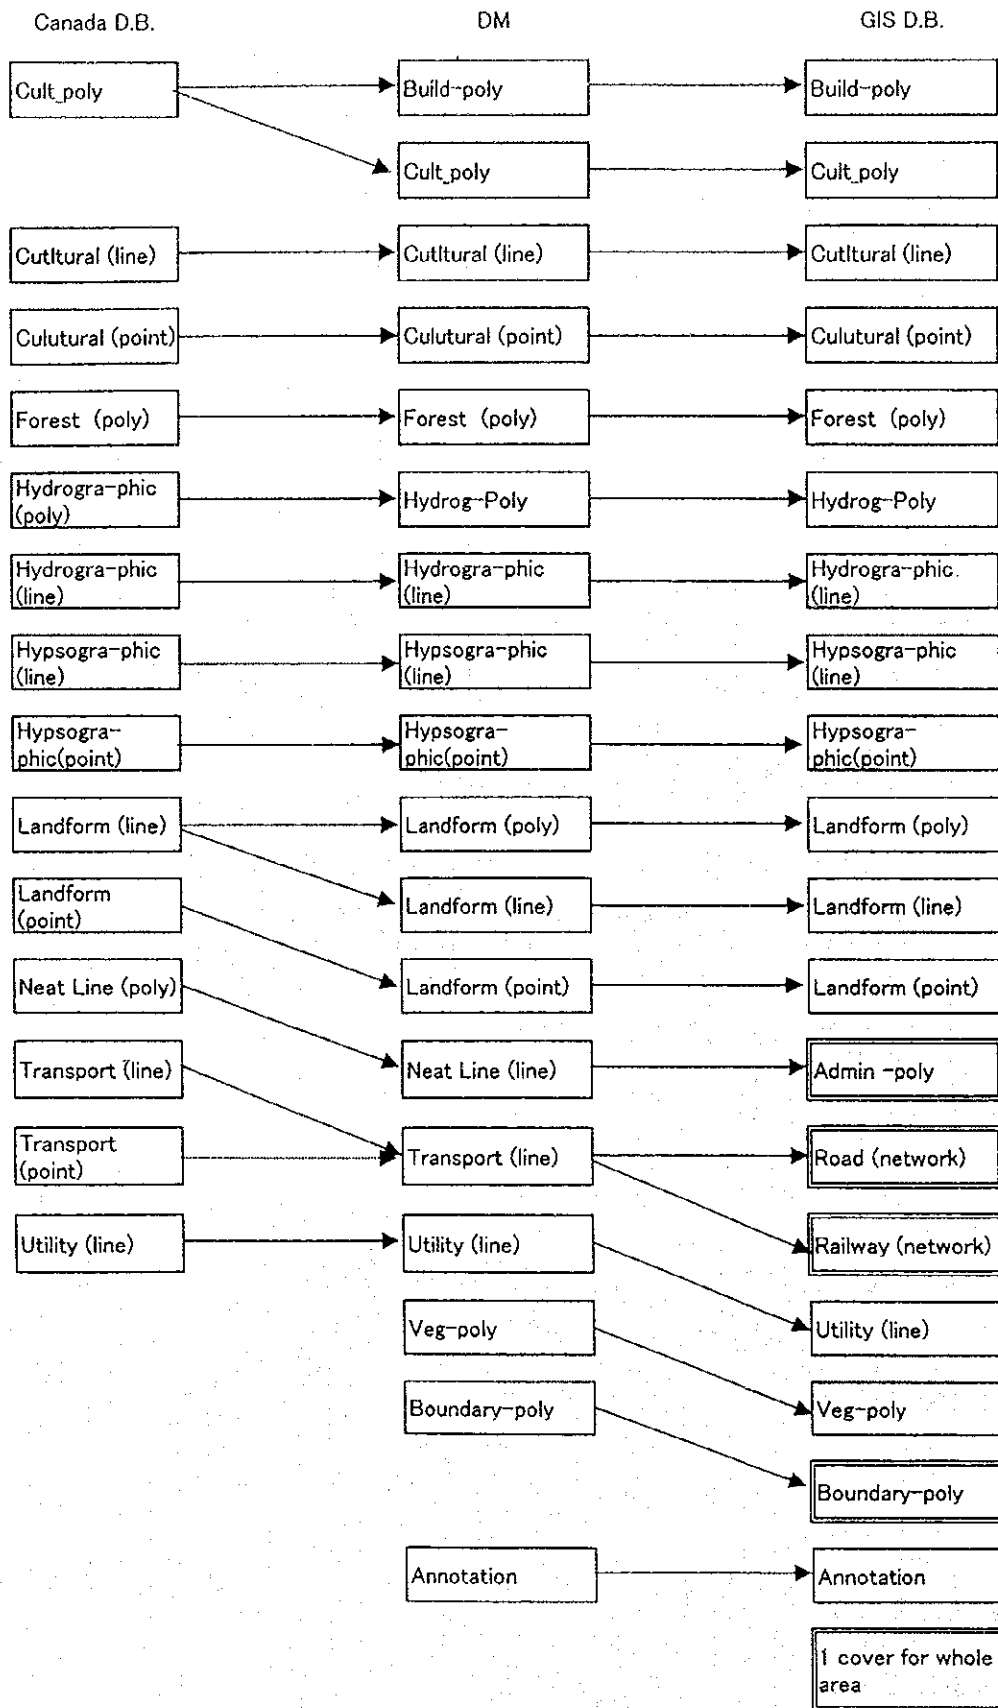 Canada D.B. DM GIS D.B.
Cult_poly Build-poly Build-poly
Cult_poly Cult_poly
Cutltural (line) Cutltural (line) Cutltural (line)
Culutural (point) Culutural (point) Culutural (point)
Forest (poly) Forest (poly) Forest (poly)
Hydrogra-phic
(poly)
Hydrog-Poly
Hydrog-Poly
Hydrogra-phic
(line)
Hydrogra-phic
(line)
Hydrogra-phic
(line)
Hypsogra-phic
(line)
Hypsogra-phic
(line)
Hypsogra-phic
(line)
Hypsogra-
phic(point)
Hypsogra-
phic(point)
Hypsogra-
phic(point)
Landform (line) Landform (poly) Landform (poly)
Landform
(point)
Landform (line)
Landform (line)
Neat Line (poly) Landform (point) Landform (point)
Transport (line) Neat Line (line) Admin -poly
Transport
(point)
Transport (line)
Road (network)
Utility (line) Utility (line) Railway (network)
Veg-poly Utility (line)
Boundary-poly Veg-poly
Boundary-poly
Annotation Annotation
1 cover for whole
area